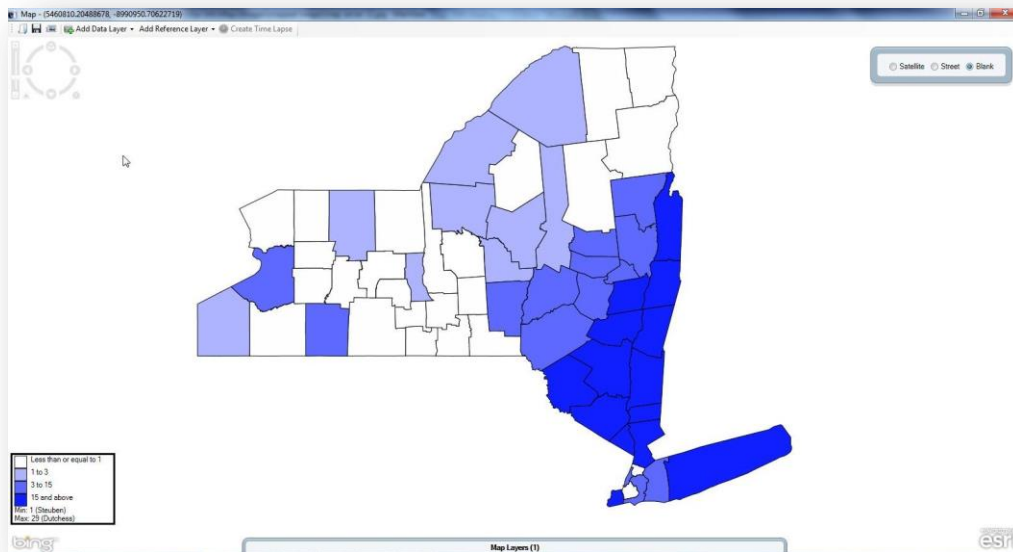 Map - (5460810.20488678, -8990950.70622719)
Add Data Layer Add Reference Layer Create Time Lapse
Satellite Street Blank
Less than or equal to 1
1 to 3
3 to 15
15 and above
Min: 1 (Steuben)
Max: 29 (Dutchess)
bing
Map Layers (1)
esri